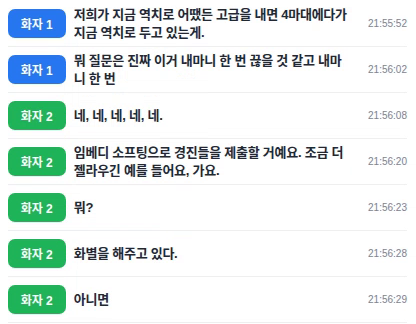 화자 1
저희가 지금 역치로 어쨌든 고급을 내면 4마대에다가
지금 역치로 두고 있는게.
21:55:52
화자 1
뭐 질문은 진짜 이거 내마니 한 번 끊을 것 같고 내마
니 한 번
21:56:02
화자 2
네, 네, 네, 네, 네.
21:56:08
화자 2
임베디 소프팅으로 경진들을 제출할 거예요. 조금 더
젤라우긴 예를 들어요, 가요.
21:56:20
화자 2
뭐?
21:56:23
화자 2
화별을 해주고 있다.
21:56:28
화자 2
아니면
21:56:29